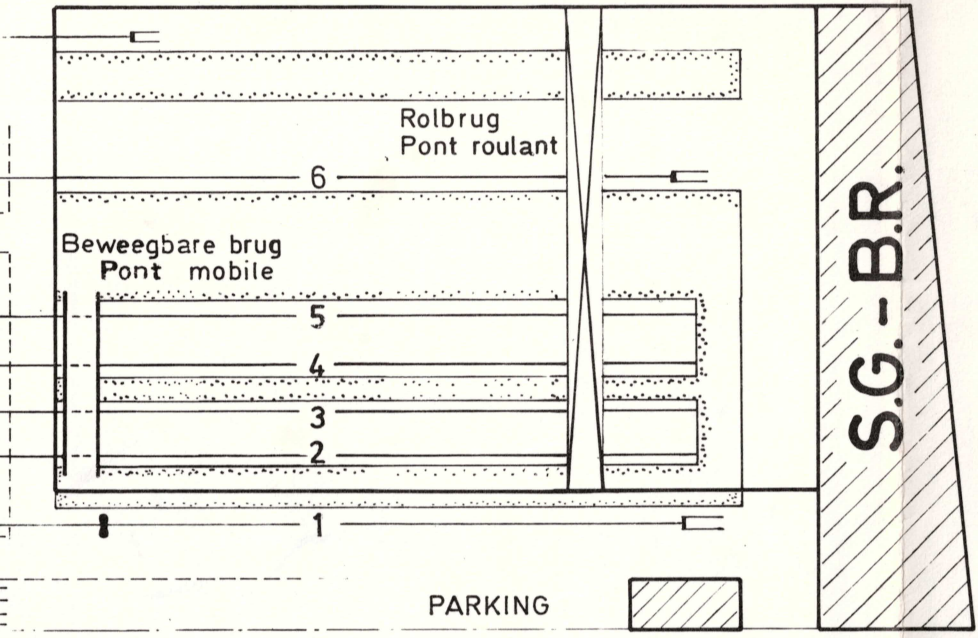 Rolbrug
Pont roulant
6
Beweegbare brug
Pont mobile
5
4
3
2
1
PARKING
S.G.-B.R.